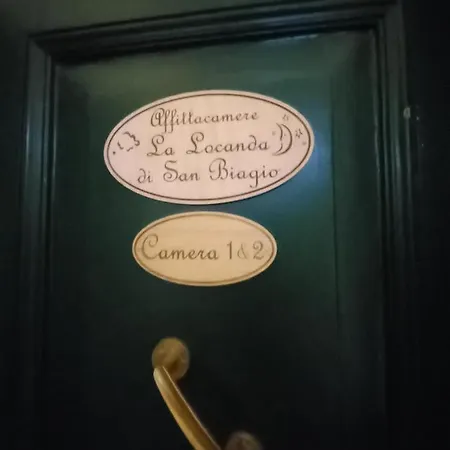 Affittacamere
La Locanda
di San Biagio
Camera 1&2